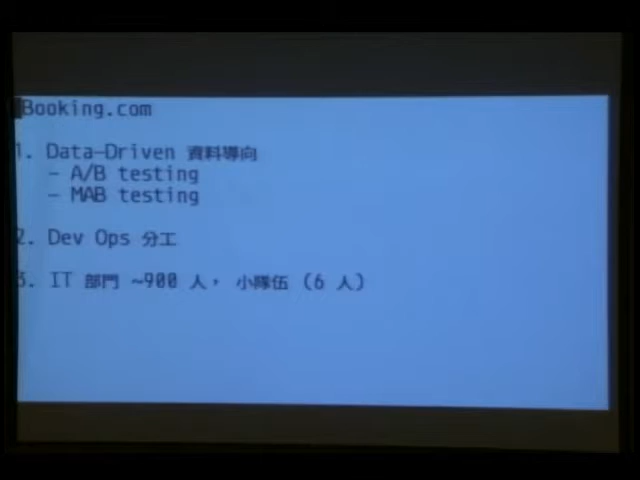 Booking.com
1. Data-Driven 資料導向
- A/B testing
- MAB testing
2. Dev Ops 分工
3. IT 部門 ~900 人, 小隊伍 (6 人)